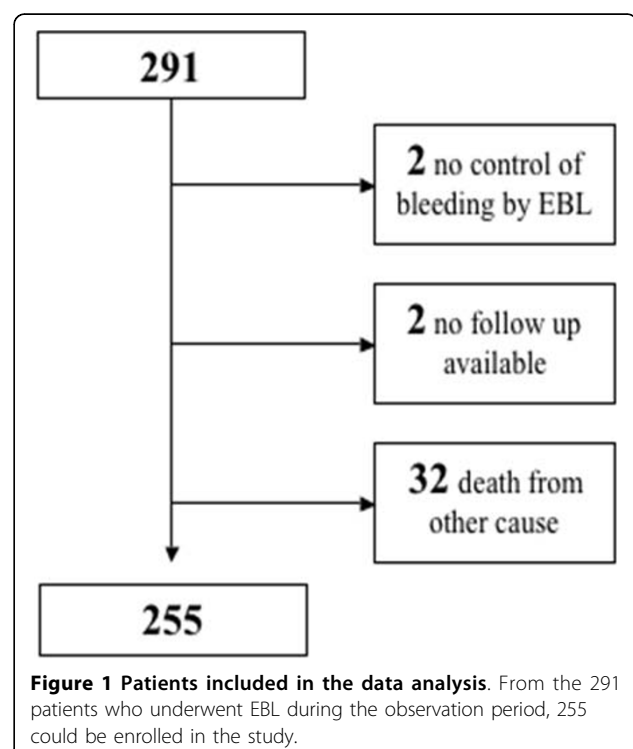 291
2 no control of
bleeding by EBL
2 no follow up
available
32 death from
other cause
255
Figure 1 Patients included in the data analysis. From the 291
patients who underwent EBL during the observation period, 255
could be enrolled in the study.